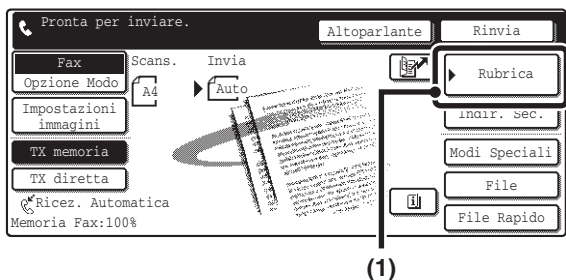 Pronta per inviare.
Altoparlante
Rinvia
Fax
Opzione Modo
Scans.
A4
Invia
Auto
Rubrica
Impostazioni
immagini
Indir. Sec.
TX memoria
Modi Speciali
TX diretta
File
Ricez. Automatica
Memoria Fax:100%
File Rapido
(1)